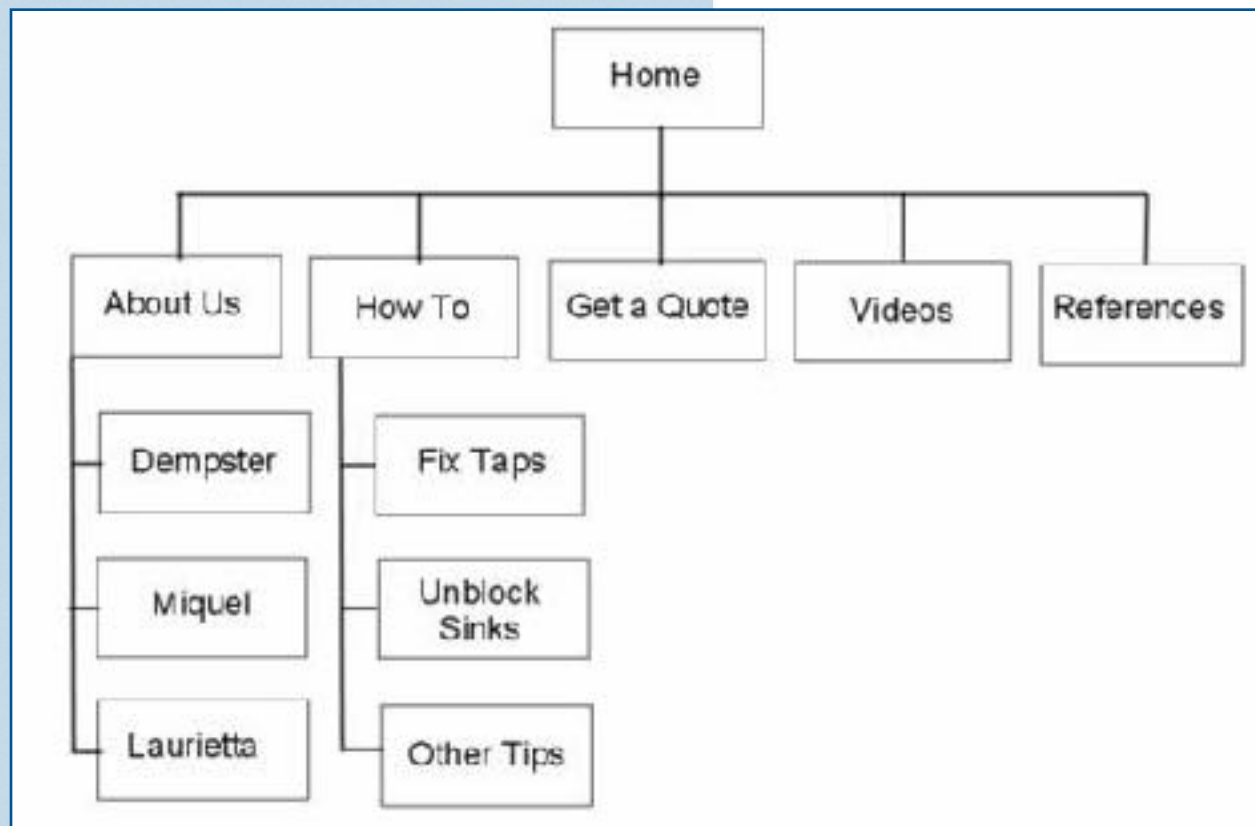 Home
About Us
How To
Get a Quote
Videos
References
Dempster
Fix Taps
Miquel
Unblock
Sinks
Laurietta
Other Tips